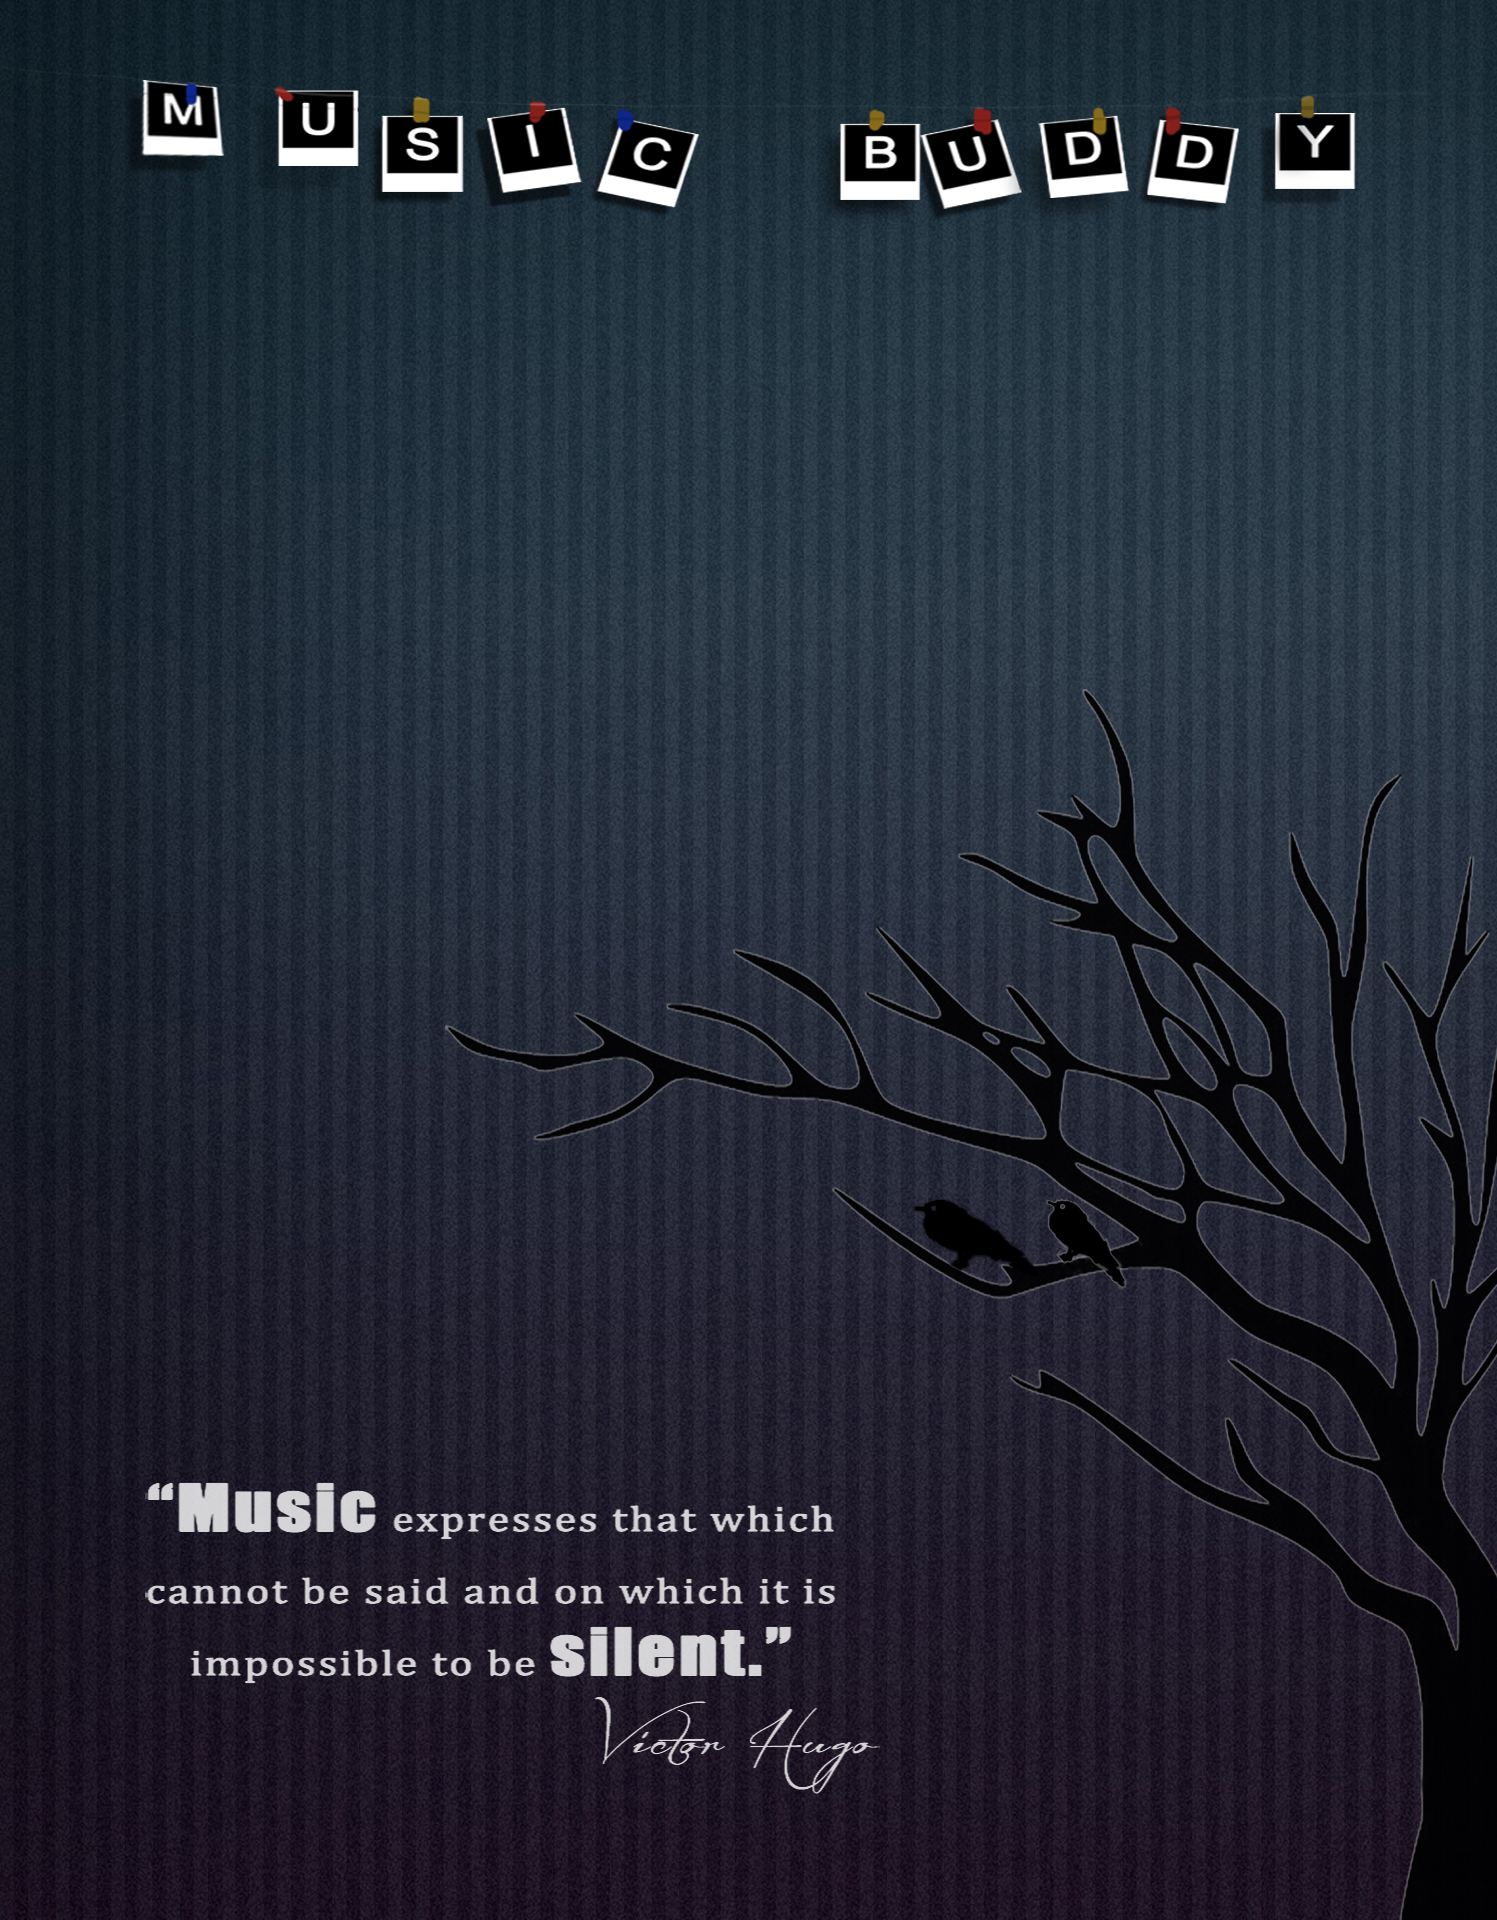 MUSIC BUDDY
“Music expresses that which
cannot be said and on which it is
impossible to be silent.”
Victor Hugo